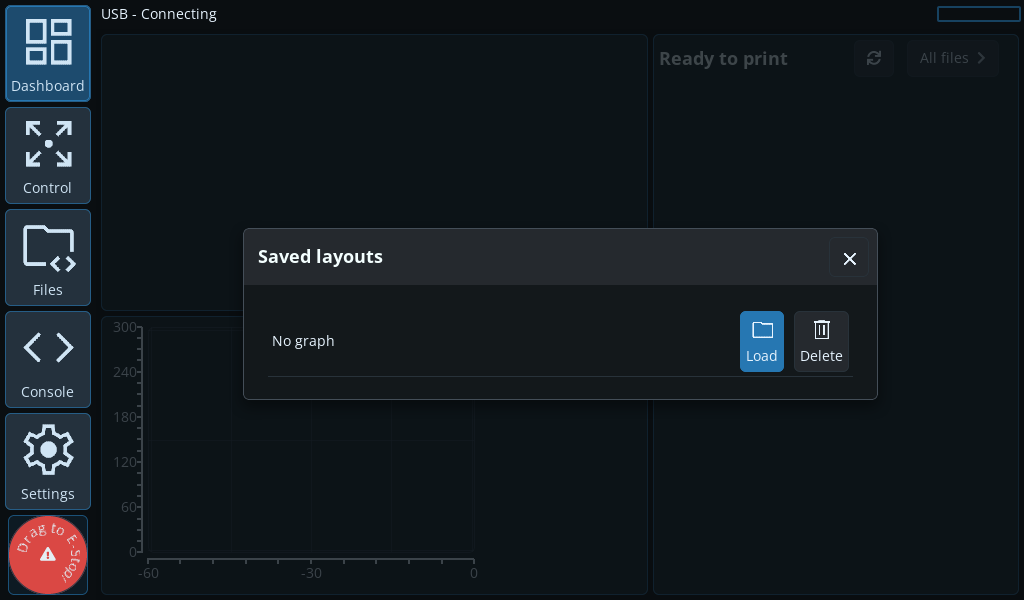 USB - Connecting
Dashboard
Control
Files
Console
Settings
Drag to E-Stop!
Ready to print
All files
Saved layouts
No graph
Load
Delete
300
240
180
120
60
0
-60
-30
0